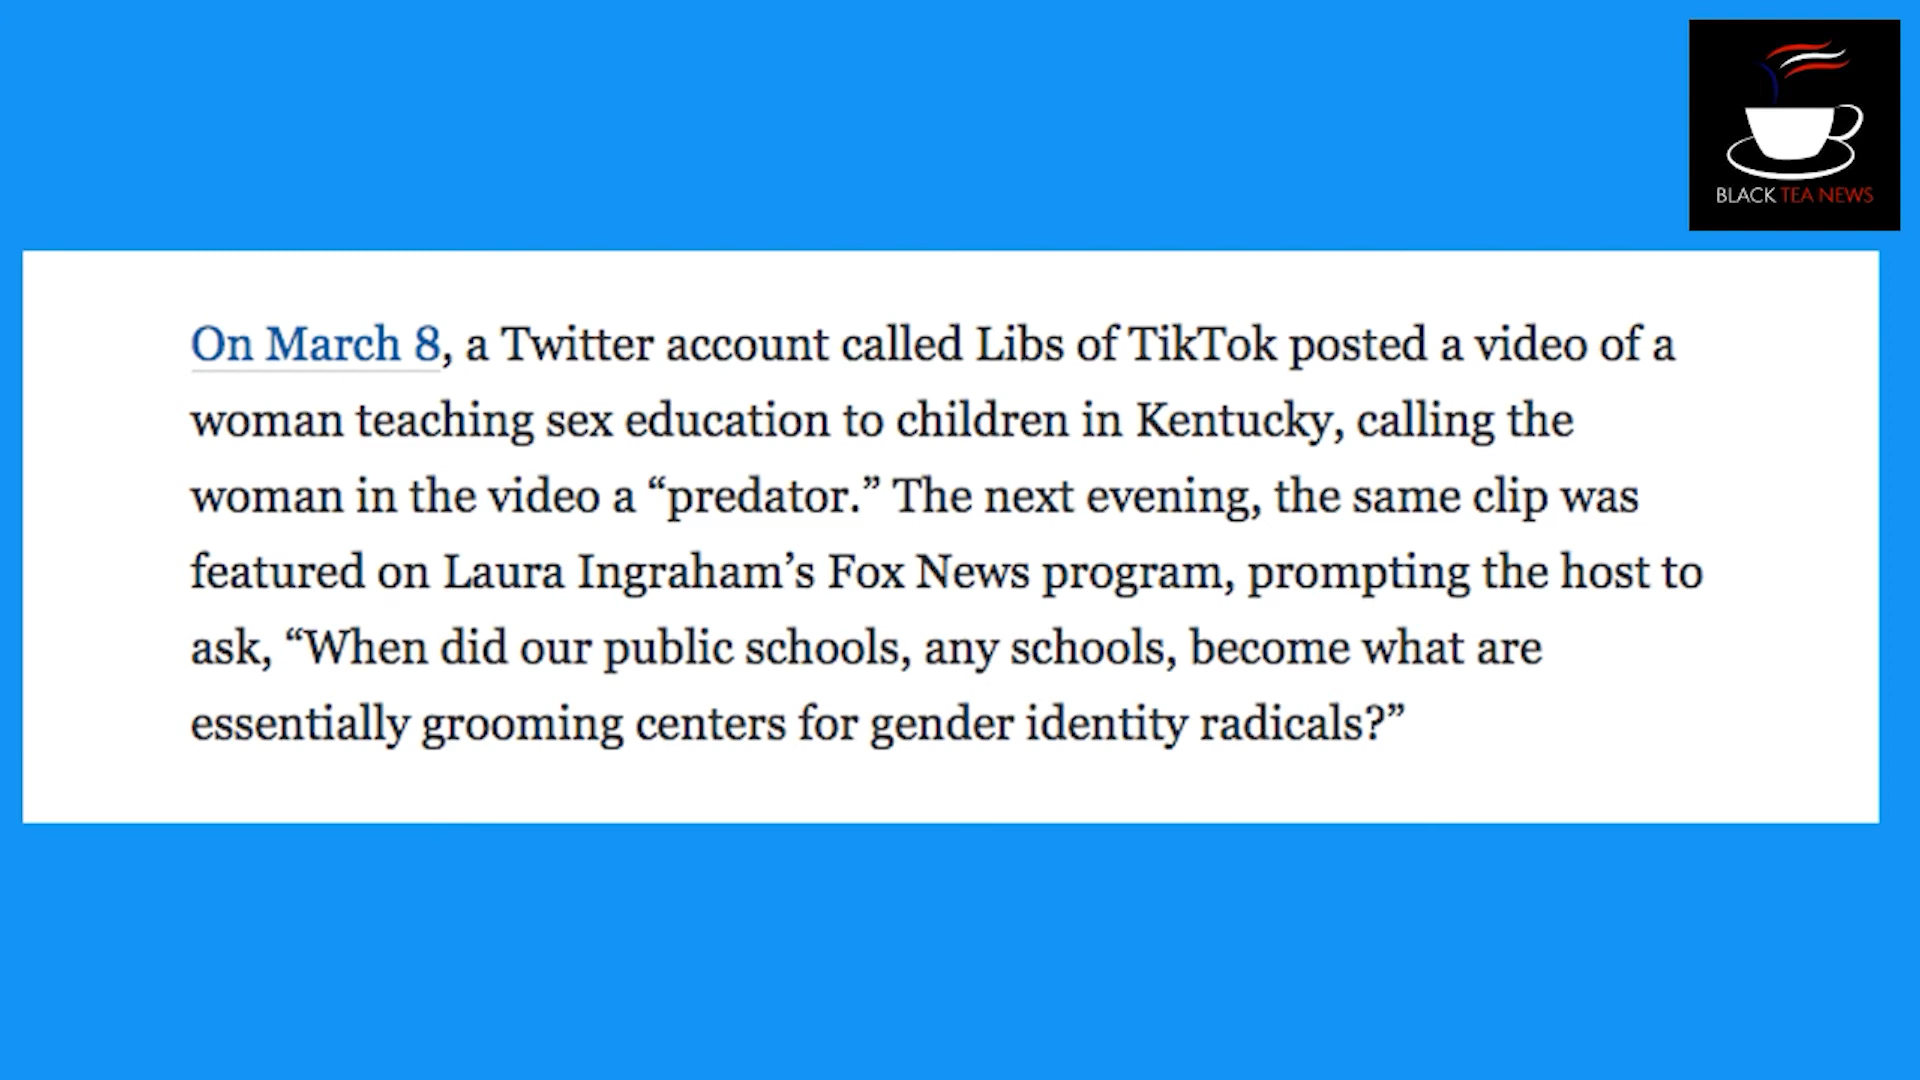 BLACK TEA NEWS
On March 8, a Twitter account called Libs of TikTok posted a video of a
woman teaching sex education to children in Kentucky, calling the
woman in the video a “predator.” The next evening, the same clip was
featured on Laura Ingraham’s Fox News program, prompting the host to
ask, “When did our public schools, any schools, become what are
essentially grooming centers for gender identity radicals?”